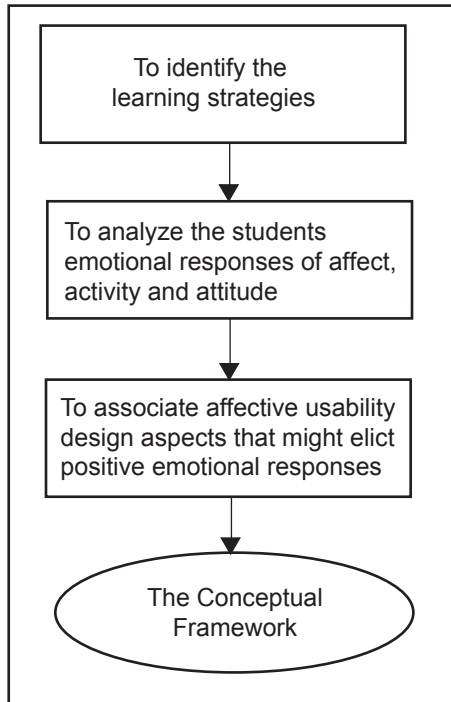 To identify the
learning strategies
To analyze the students
emotional responses of affect,
activity and attitude
To associate affective usability
design aspects that might elict
positive emotional responses
The Conceptual
Framework